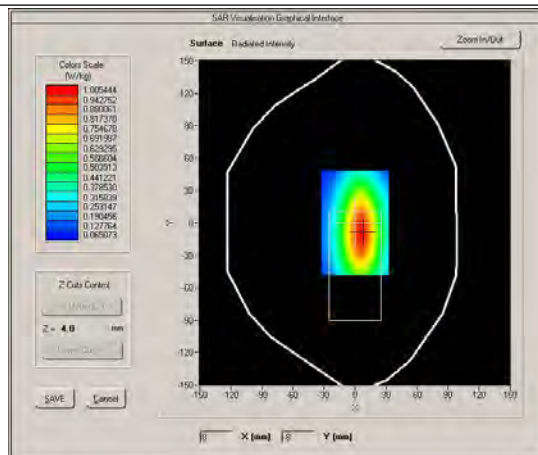 SAR Visualisation Graphical Interface
Surface Radiated Intensity
Zoom In/Out
Colors Scale
(W/kg)
1.005444
0.942752
0.880061
0.817370
0.754678
0.691987
0.629295
0.566604
0.503913
0.441221
0.378530
0.315839
0.253147
0.190456
0.127764
0.065073
150
120
90
60
30
0
-30
-60
-90
-120
-150
Y
-150 -120 -90 -60 -30 0 30 60 90 120 150
X
Z Cuts Control
Z = 4.0 mm
SAVE Cancel
X (mm) -8 Y (mm)